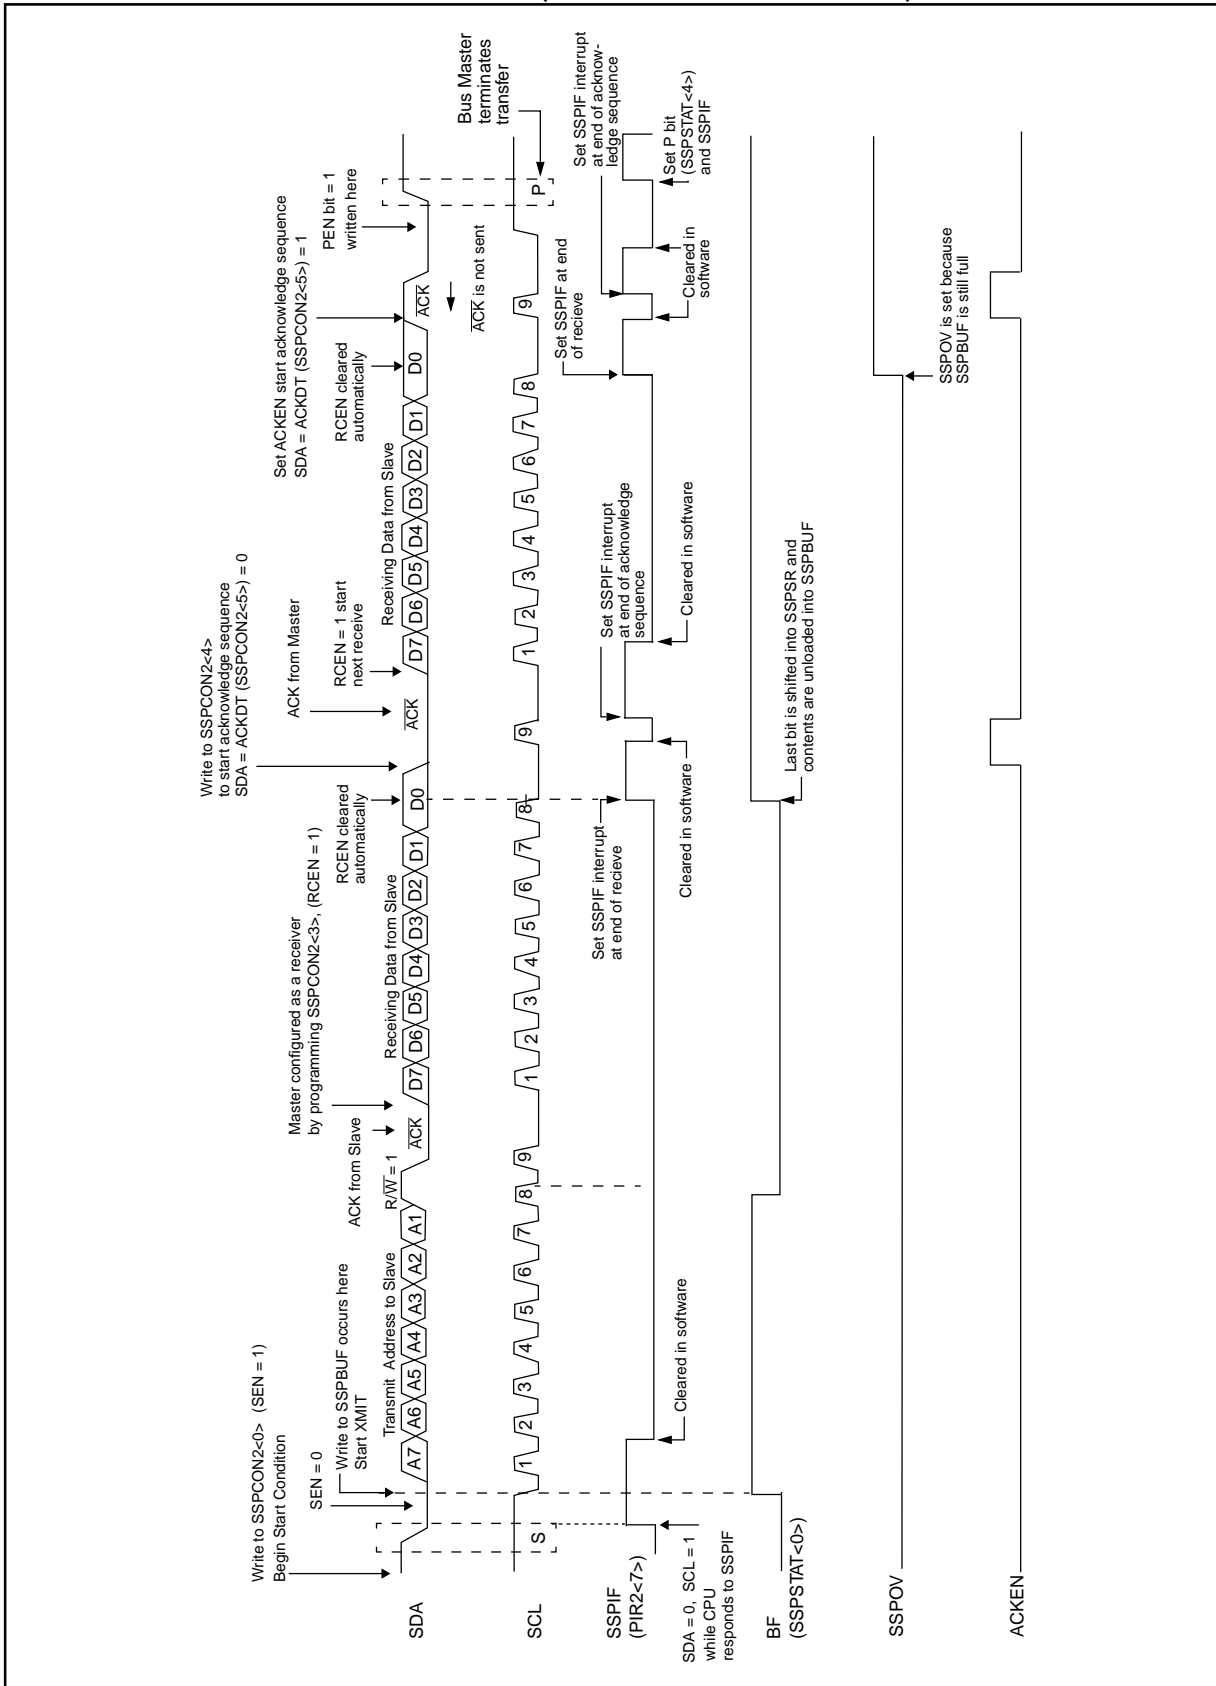 Write to SSPCON2<0> (SEN = 1)
Begin Start Condition
SEN = 0
Write to SSPBUF occurs here
Start XMIT
ACK from Slave
Master configured as a receiver
by programming SSPCON2<3>, (RCEN = 1)
RCEN cleared
automatically
Write to SSPCON2<4>
to start acknowledge sequence
SDA = ACKDT (SSPCON2<5>) = 0
ACK from Master
RCEN = 1 start
next receive
RCEN cleared
automatically
Set ACKEN start acknowledge sequence
SDA = ACKDT (SSPCON2<5>) = 1
PEN bit = 1
written here
Transmit Address to Slave
R/W = 1
Receiving Data from Slave
Receiving Data from Slave
SDA
A7 A6 A5 A4 A3 A2 A1
ACK
D7 D6 D5 D4 D3 D2 D1 D0
ACK
D7 D6 D5 D4 D3 D2 D1 D0
ACK
ACK is not sent
Bus Master
terminates
transfer
SCL
S
1 2 3 4 5 6 7 8 9
1 2 3 4 5 6 7 8 9
1 2 3 4 5 6 7 8 9
P
Set SSPIF interrupt
at end of recieve
Set SSPIF interrupt
at end of acknowledge
sequence
Set SSPIF at end
of recieve
Set SSPIF interrupt
at end of acknow-
ledge sequence
SSPIF
(PIR2<7>)
SDA = 0, SCL = 1
while CPU
responds to SSPIF
Cleared in software
Cleared in software
Cleared in software
Cleared in
software
Set P bit
(SSPSTAT<4>)
and SSPIF
BF
(SSPSTAT<0>)
Last bit is shifted into SSPSR and
contents are unloaded into SSPBUF
SSPOV
SSPOV is set because
SSPBUF is still full
ACKEN